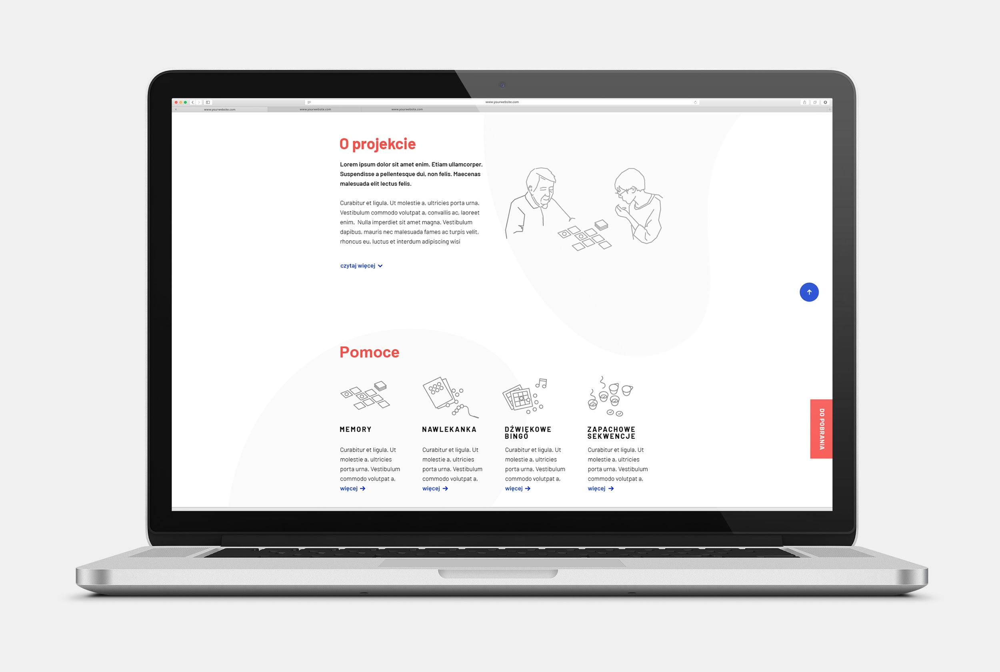 www.yourwebsite.com
www.yourwebsite.com
www.yourwebsite.com
www.yourwebsite.com
O projekcie
Lorem ipsum dolor sit amet enim. Etiam ullamcorper.
Suspendisse a pellentesque dui, non felis. Maecenas
malesuada elit lectus felis.
Curabitur et ligula. Ut molestie a, ultricies porta urna.
Vestibulum commodo volutpat a, convallis ac, laoreet
enim. Nulla imperdiet sit amet magna. Vestibulum
dapibus, mauris nec malesuada fames ac turpis velit,
rhoncus eu, luctus et interdum adipiscing wisi
czytaj więcej
Pomoce
MEMORY
Curabitur et ligula. Ut
molestie a, ultricies
porta urna. Vestibulum
commodo volutpat a,
więcej
NAWLEKANKA
Curabitur et ligula. Ut
molestie a, ultricies
porta urna. Vestibulum
commodo volutpat a,
więcej
DŹWIĘKOWE
BINGO
Curabitur et ligula. Ut
molestie a, ultricies
porta urna. Vestibulum
commodo volutpat a,
więcej
ZAPACHOWE
SEKWENCJE
Curabitur et ligula. Ut
molestie a, ultricies
porta urna. Vestibulum
commodo volutpat a,
więcej
DO POBRANIA